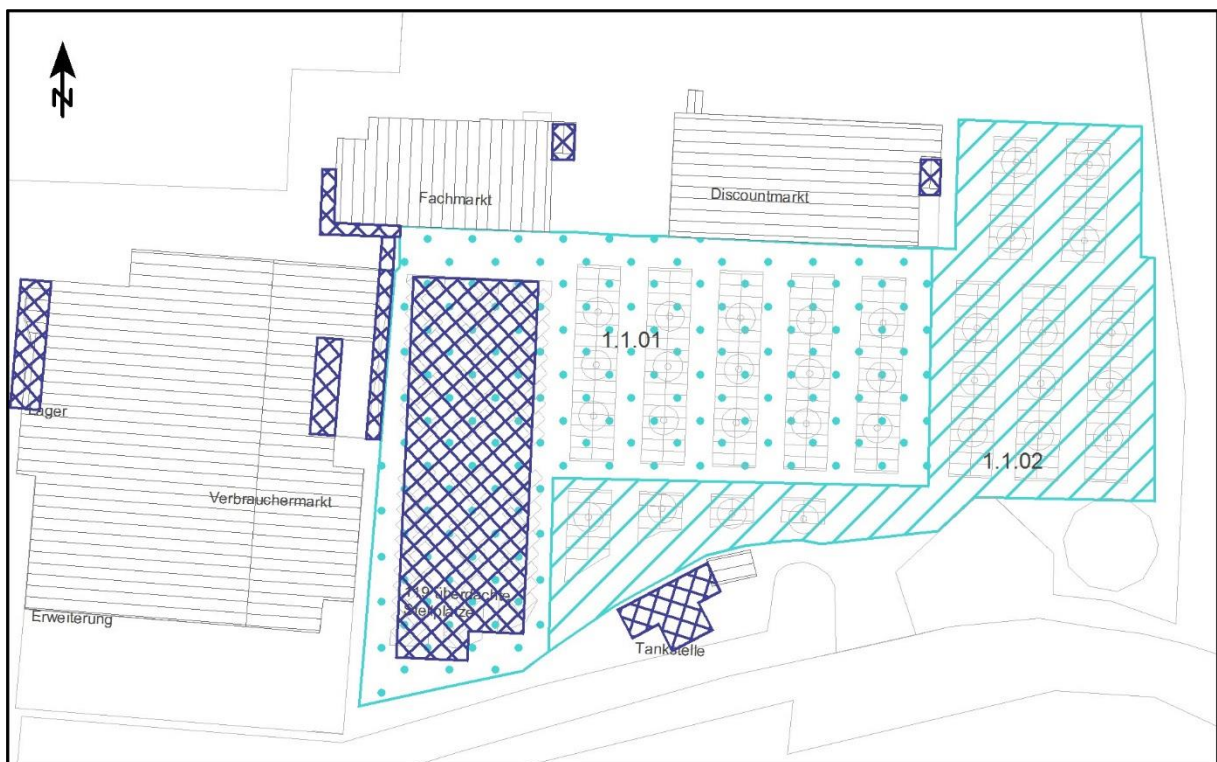 N
Fachmarkt
Discountmarkt
1.1.01
Lager
1.1.02
Verbrauchermarkt
119 überdachte
Stellplätze
Erweiterung
Tankstelle